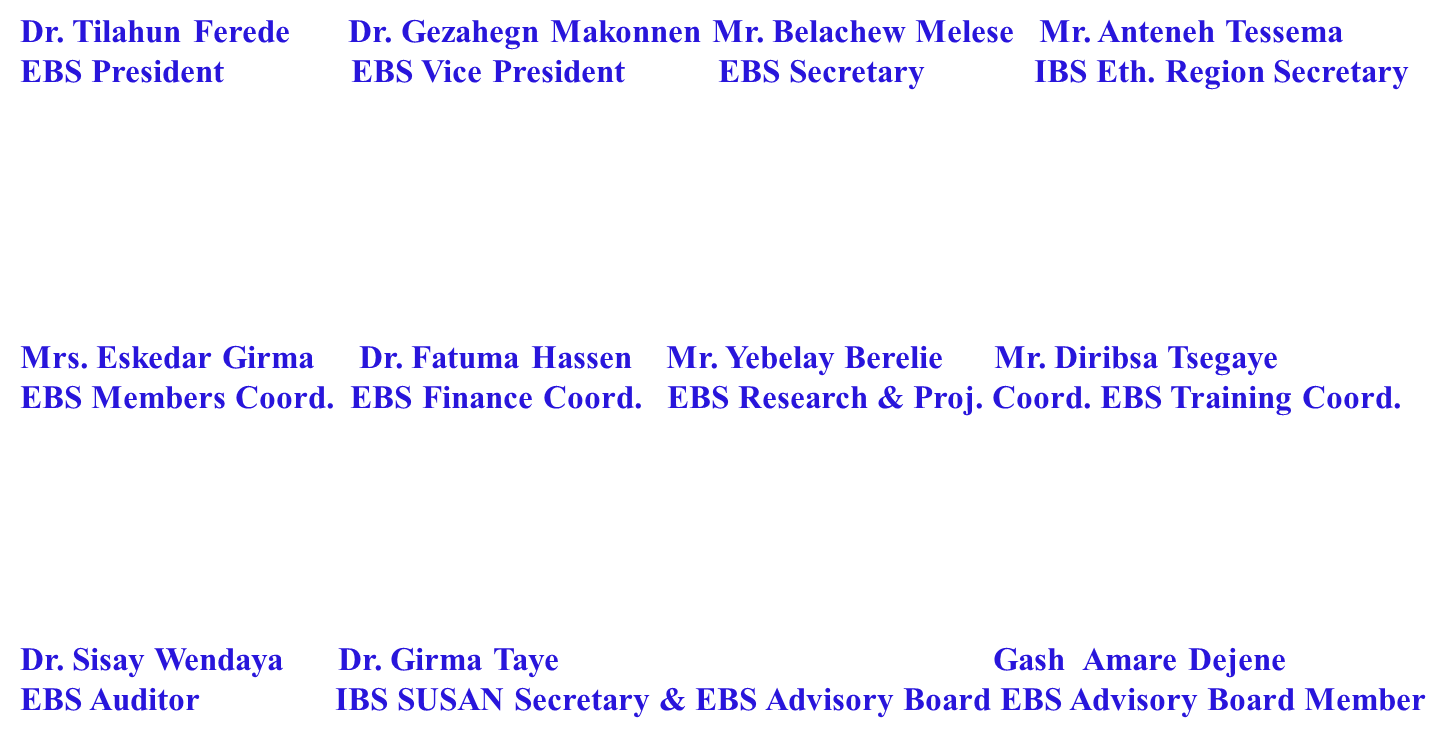 Dr. Tilahun Ferede Dr. Gezahegn Makonnen Mr. Belachew Melese Mr. Anteneh Tessema
EBS President EBS Vice President EBS Secretary IBS Eth. Region Secretary
Mrs. Eskedar Girma Dr. Fatuma Hassen Mr. Yebelay Berelie Mr. Diribsa Tsegaye
EBS Members Coord. EBS Finance Coord. EBS Research & Proj. Coord. EBS Training Coord.
Dr. Sisay Wendaya Dr. Girma Taye Gash Amare Dejene
EBS Auditor IBS SUSAN Secretary & EBS Advisory Board EBS Advisory Board Member